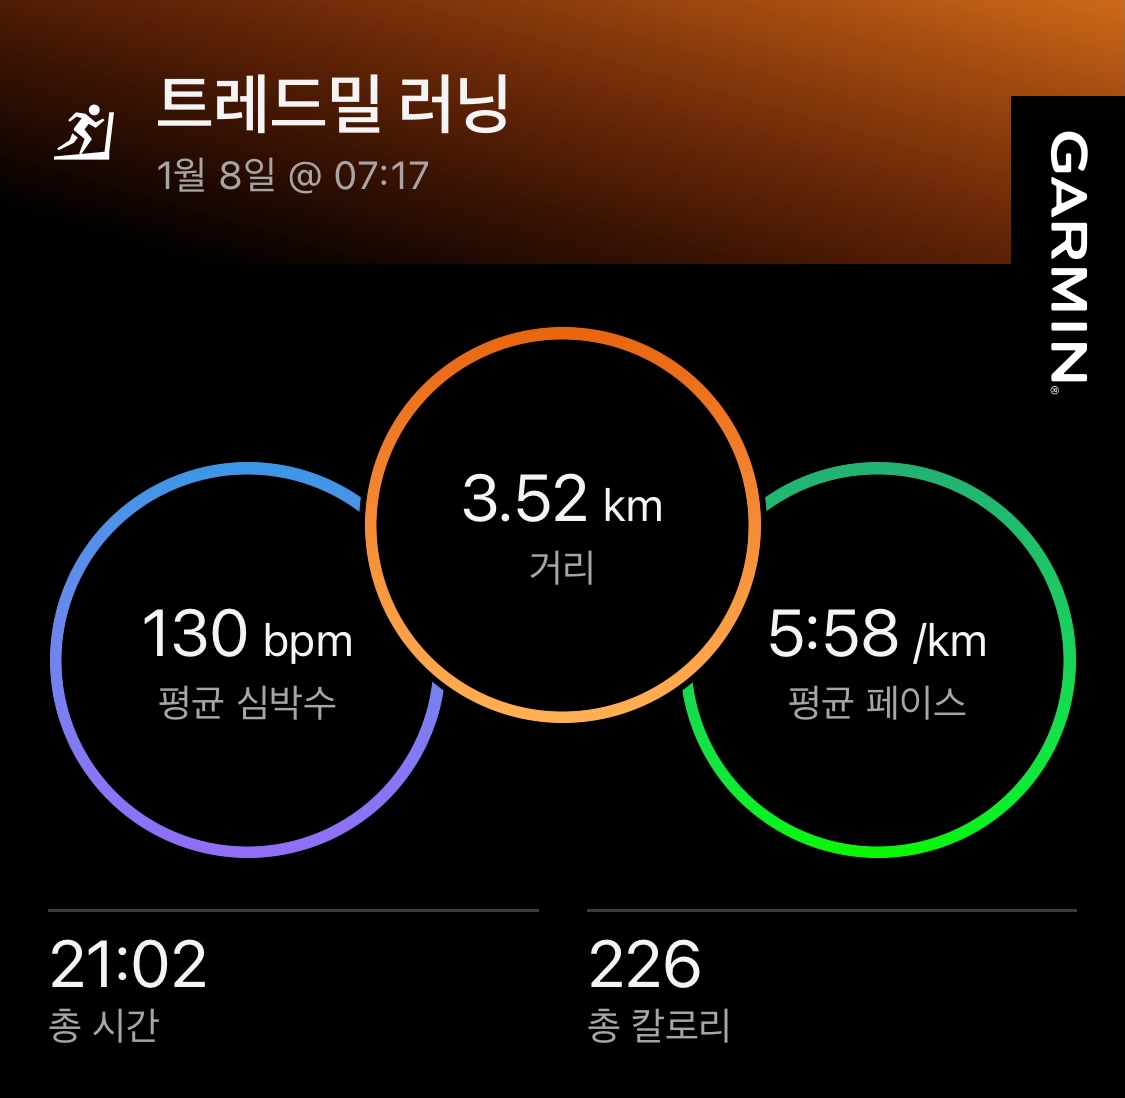 트레드밀 러닝
1월 8일 @ 07:17
GARMIN®
3.52 km
거리
130 bpm
평균 심박수
5:58 /km
평균 페이스
21:02
총 시간
226
총 칼로리